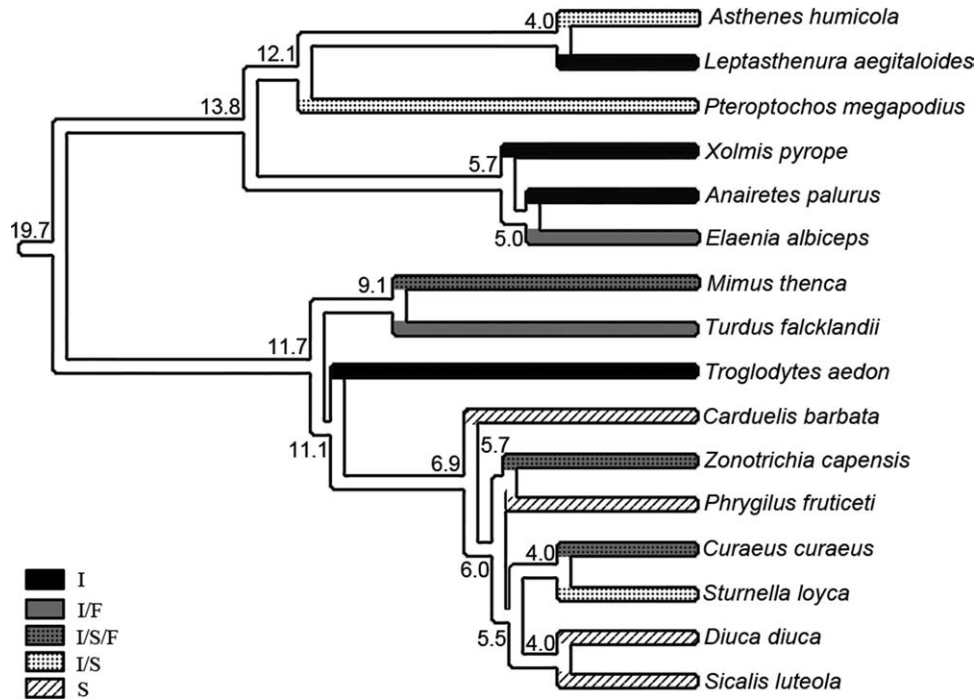 4.0
Asthenes humicola
12.1
Leptasthenura aegitaloides
13.8
Pteroptochos megapodius
5.7
Xolmis pyrope
Anairetes palurus
19.7
5.0
Elaenia albiceps
9.1
Mimus thenca
11.7
Turdus falcklandii
Troglodytes aedon
11.1
Carduelis barbata
6.9
5.7
Zonotrichia capensis
Phrygilus fruticeti
6.0
4.0
Curaeus curaeus
Sturnella loyca
5.5
4.0
Diuca diuca
Sicalis luteola
I
I/F
I/S/F
I/S
S